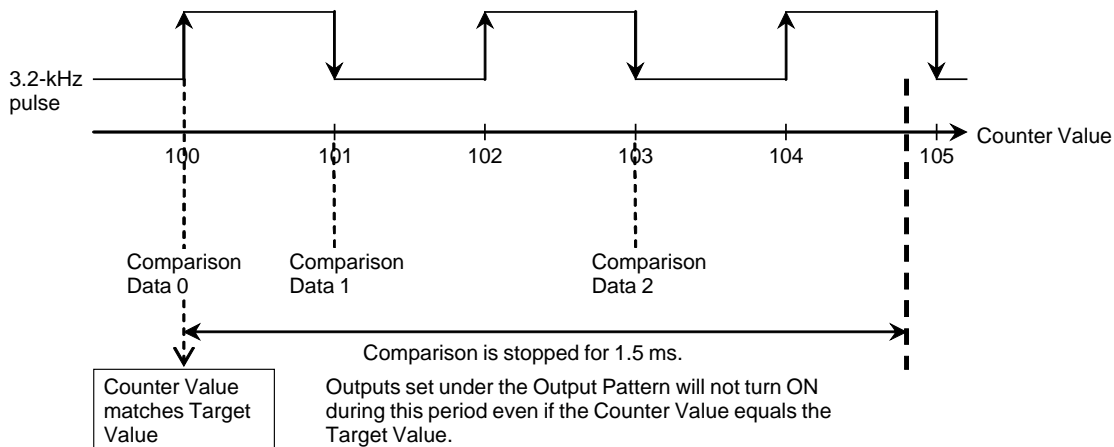 3.2-kHz
pulse
Counter Value
100
101
102
103
104
105
Comparison
Data 0
Comparison
Data 1
Comparison
Data 2
Comparison is stopped for 1.5 ms.
Counter Value
matches Target
Value
Outputs set under the Output Pattern will not turn ON
during this period even if the Counter Value equals the
Target Value.